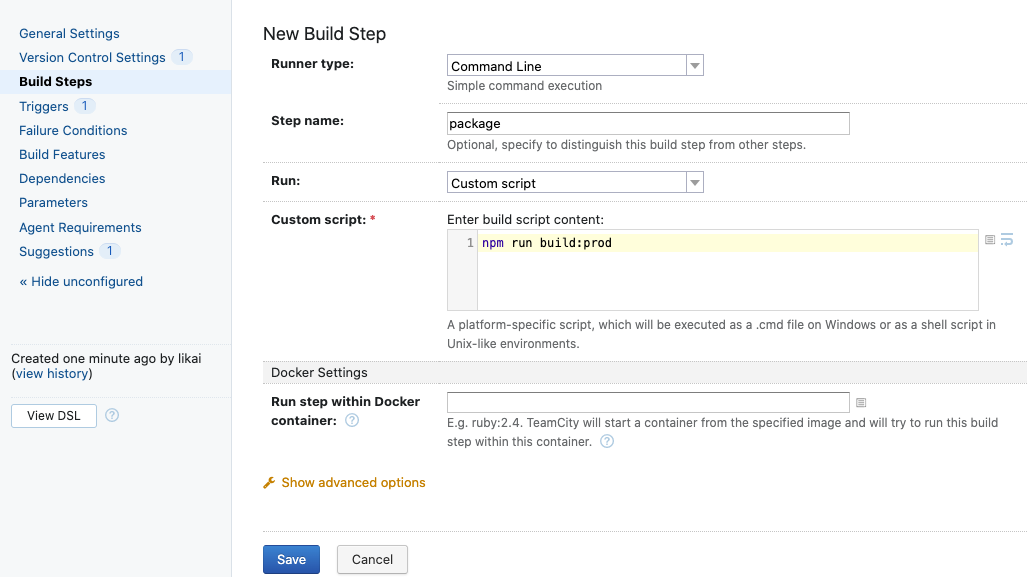 General Settings
Version Control Settings 1
Build Steps
Triggers 1
Failure Conditions
Build Features
Dependencies
Parameters
Agent Requirements
Suggestions 1
« Hide unconfigured
Created one minute ago by likai
(view history)
View DSL ?
New Build Step
Runner type: Command Line
Simple command execution
Step name: package
Optional, specify to distinguish this build step from other steps.
Run: Custom script
Custom script: * Enter build script content:
1 npm run build:prod
A platform-specific script, which will be executed as a .cmd file on Windows or as a shell script in
Unix-like environments.
Docker Settings
Run step within Docker
container: ?
E.g. ruby:2.4. TeamCity will start a container from the specified image and will try to run this build
step within this container. ?
Show advanced options
Save Cancel